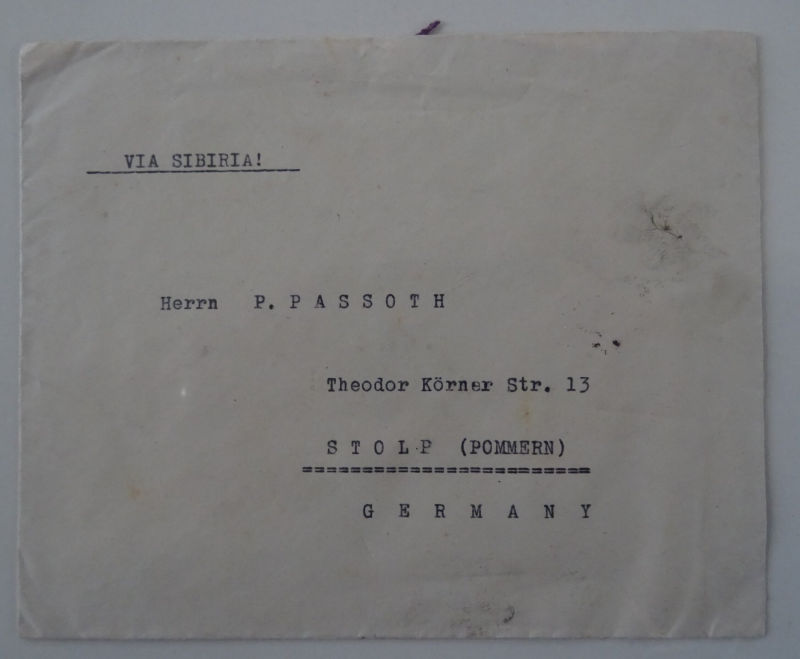 VIA SIBIRIA!
Herrn P. P A S S O T H
Theodor Körner Str. 13
S T O L P (POMMERN)
========================
G E R M A N Y